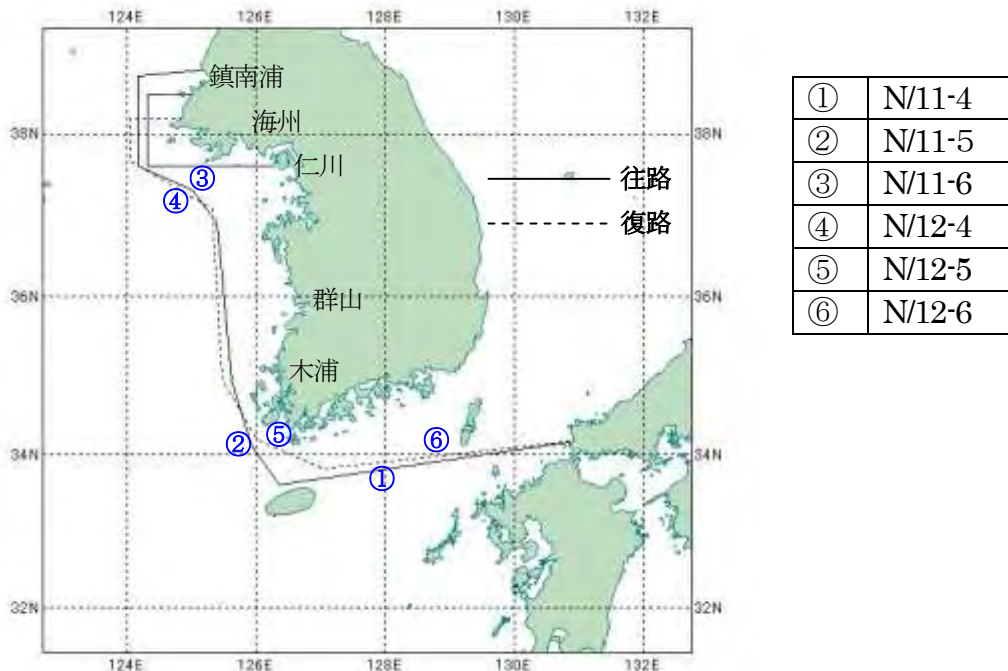 124E 126E 128E 130E 132E
鎮南浦
38N 海州 38N
仁川
③
④
往路
復路
36N 群山 36N
木浦
⑤
② ⑥
34N 34N
①
32N 32N
124E 126E 128E 130E 132E
① N/11-4
② N/11-5
③ N/11-6
④ N/12-4
⑤ N/12-5
⑥ N/12-6